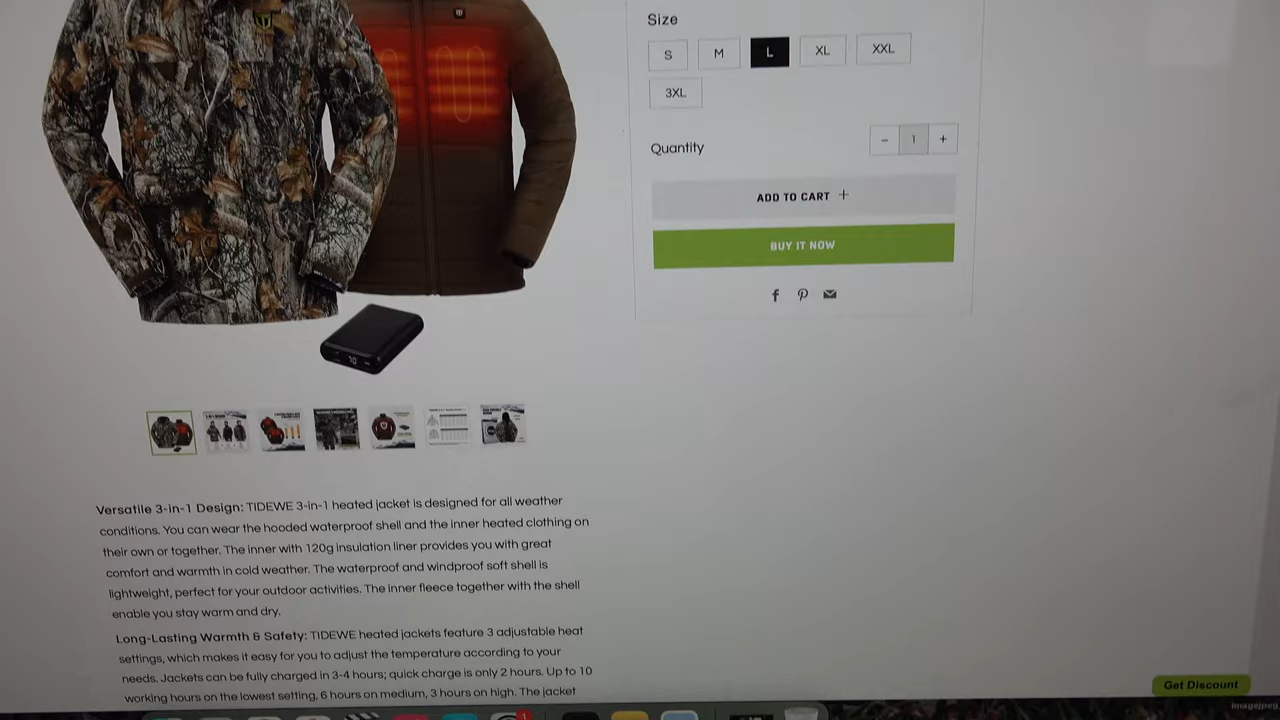 Size
S
M
L
XL
XXL
3XL
Quantity
−
1
+
ADD TO CART +
BUY IT NOW
Versatile 3-in-1 Design: TIDEWE 3-in-1 heated jacket is designed for all weather
conditions. You can wear the hooded waterproof shell and the inner heated clothing on
their own or together. The inner with 120g insulation liner provides you with great
comfort and warmth in cold weather. The waterproof and windproof soft shell is
lightweight, perfect for your outdoor activities. The inner fleece together with the shell
enable you stay warm and dry.
Long-Lasting Warmth & Safety: TIDEWE heated jackets feature 3 adjustable heat
settings, which makes it easy for you to adjust the temperature according to your
needs. Jackets can be fully charged in 3-4 hours; quick charge is only 2 hours. Up to 10
working hours on the lowest setting, 6 hours on medium, 3 hours on high. The jacket
Get Discount